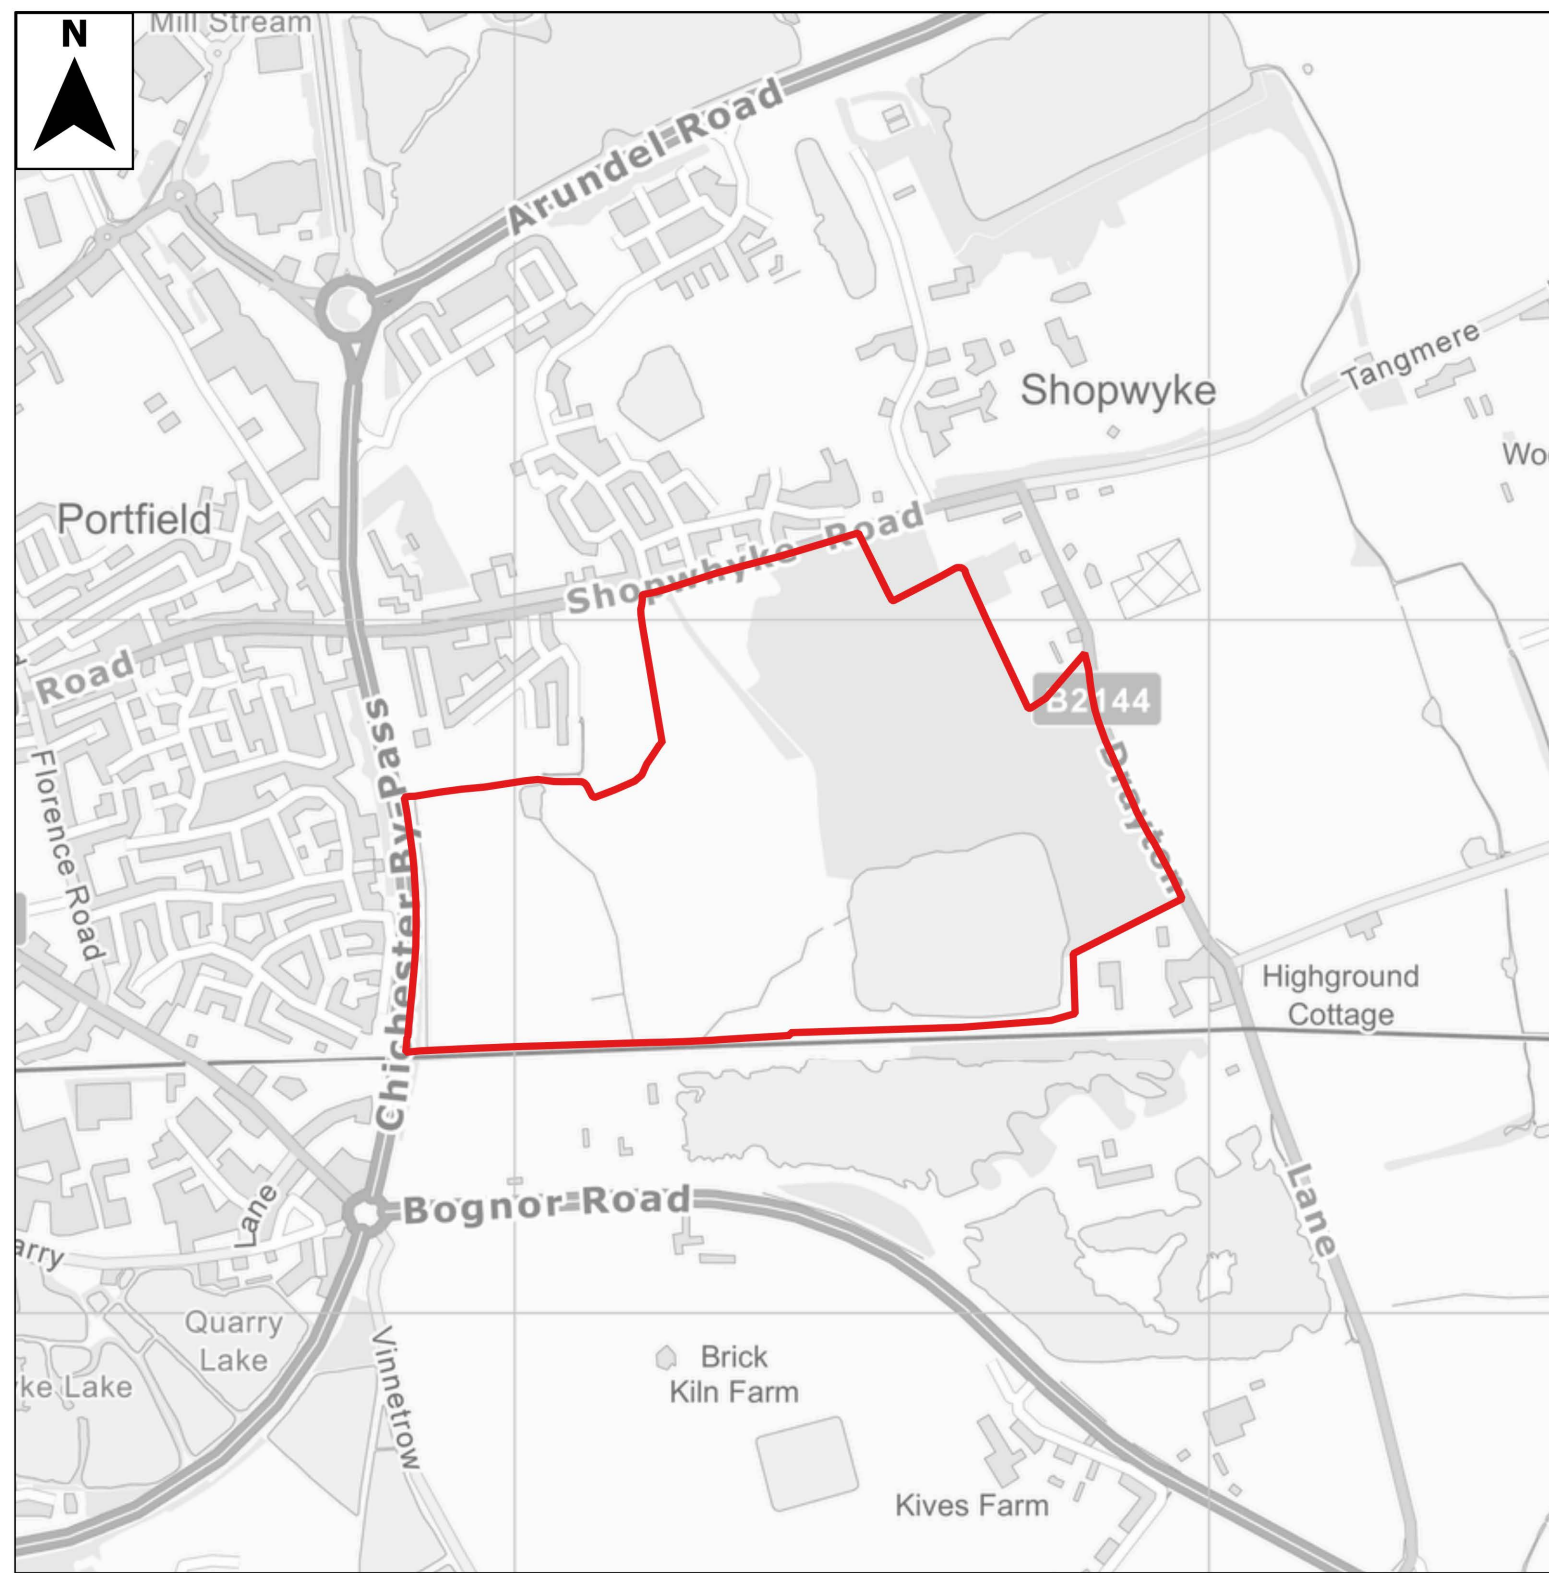 Mill Stream
N
Arundel Road
Tangmere
Shopwyke
Portfield
Shopwhyke Road
Road
B2144
Chichester By-Pass
Florence Road
Drayton
Lane
Highground
Cottage
Bognor Road
Lane
Quarry
Lake
Vinnetrow
Brick
Kiln Farm
Kives Farm